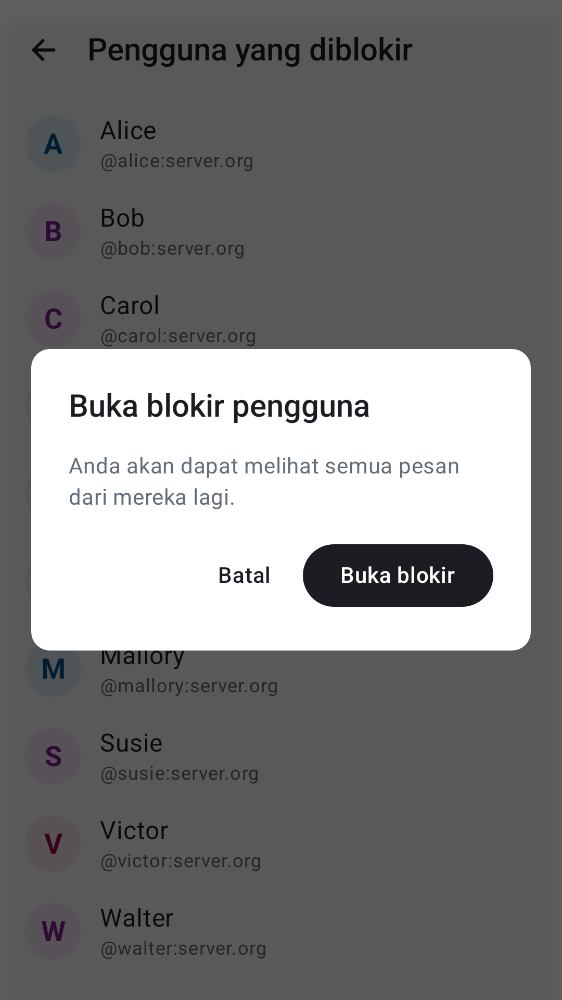 Pengguna yang diblokir
A
Alice
@alice:server.org
B
Bob
@bob:server.org
C
Carol
@carol:server.org
Buka blokir pengguna
Anda akan dapat melihat semua pesan
dari mereka lagi.
Batal
Buka blokir
M
Mallory
@mallory:server.org
S
Susie
@susie:server.org
V
Victor
@victor:server.org
W
Walter
@walter:server.org